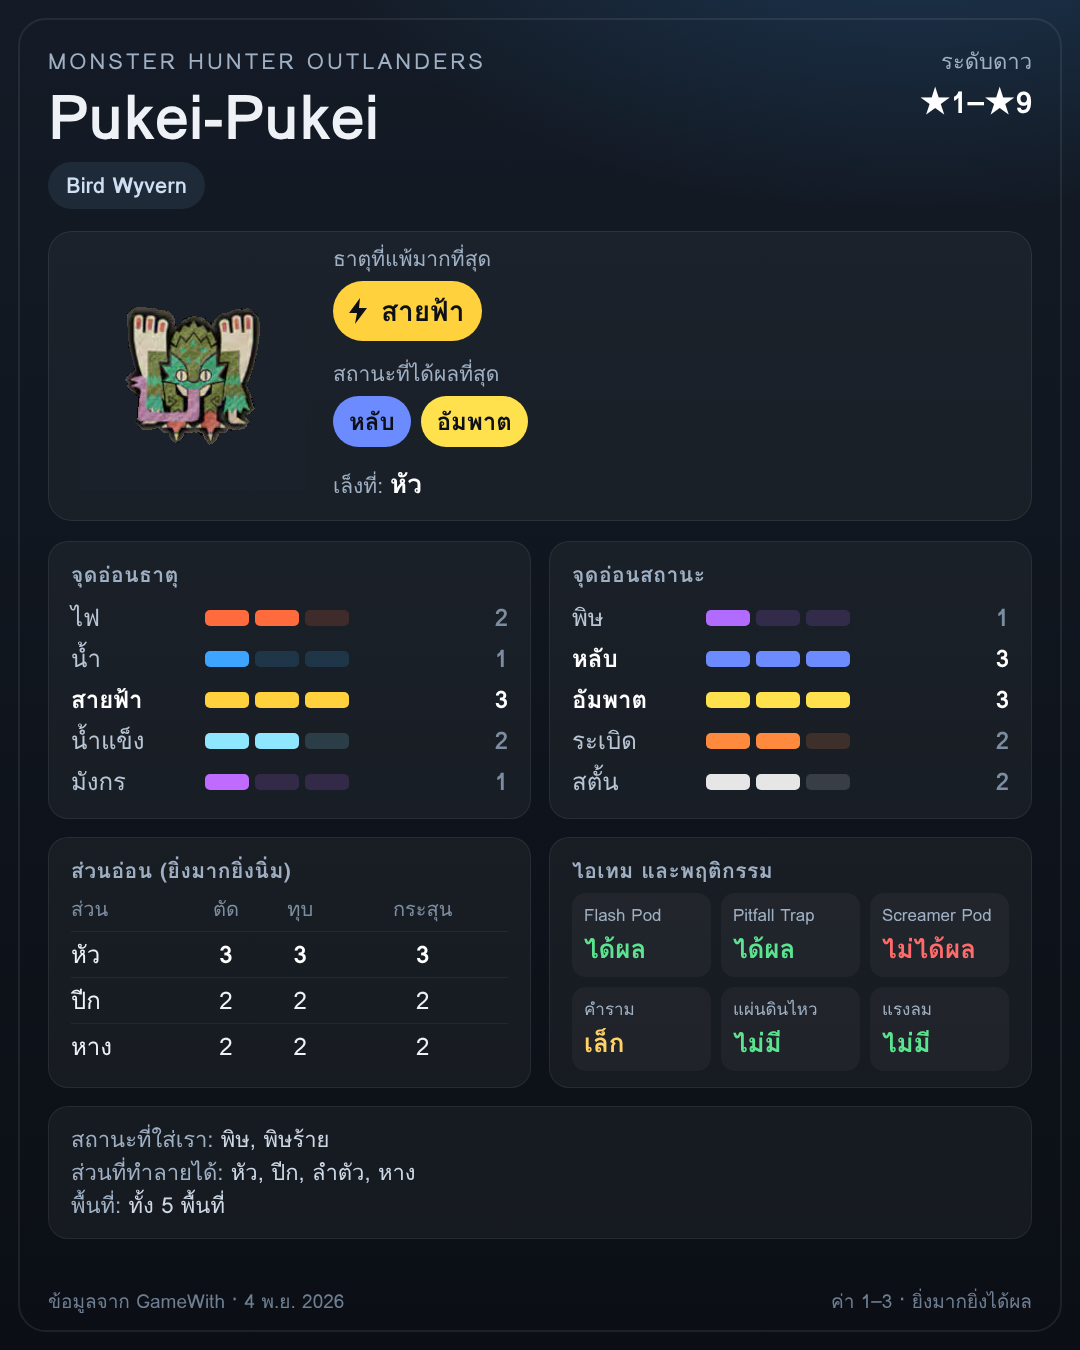 MONSTER HUNTER OUTLANDERS
ระดับดาว
Pukei-Pukei
★1–★9
Bird Wyvern
ธาตุที่แพ้มากที่สุด
สายฟ้า
สถานะที่ได้ผลที่สุด
หลับ อัมพาต
เล็งที่: หัว
จุดอ่อนธาตุ
ไฟ 2
น้ำ 1
สายฟ้า 3
น้ำแข็ง 2
มังกร 1
จุดอ่อนสถานะ
พิษ 1
หลับ 3
อัมพาต 3
ระเบิด 2
สตั้น 2
ส่วนอ่อน (ยิ่งมากยิ่งนิ่ม)
ส่วน ตัด ทุบ กระสุน
หัว 3 3 3
ปีก 2 2 2
หาง 2 2 2
ไอเทม และพฤติกรรม
Flash Pod Pitfall Trap Screamer Pod
ได้ผล ได้ผล ไม่ได้ผล
คำราม แผ่นดินไหว แรงลม
เล็ก ไม่มี ไม่มี
สถานะที่ใส่เรา: พิษ, พิษร้าย
ส่วนที่ทำลายได้: หัว, ปีก, ลำตัว, หาง
พื้นที่: ทั้ง 5 พื้นที่
ข้อมูลจาก GameWith · 4 พ.ย. 2026
ค่า 1–3 · ยิ่งมากยิ่งได้ผล